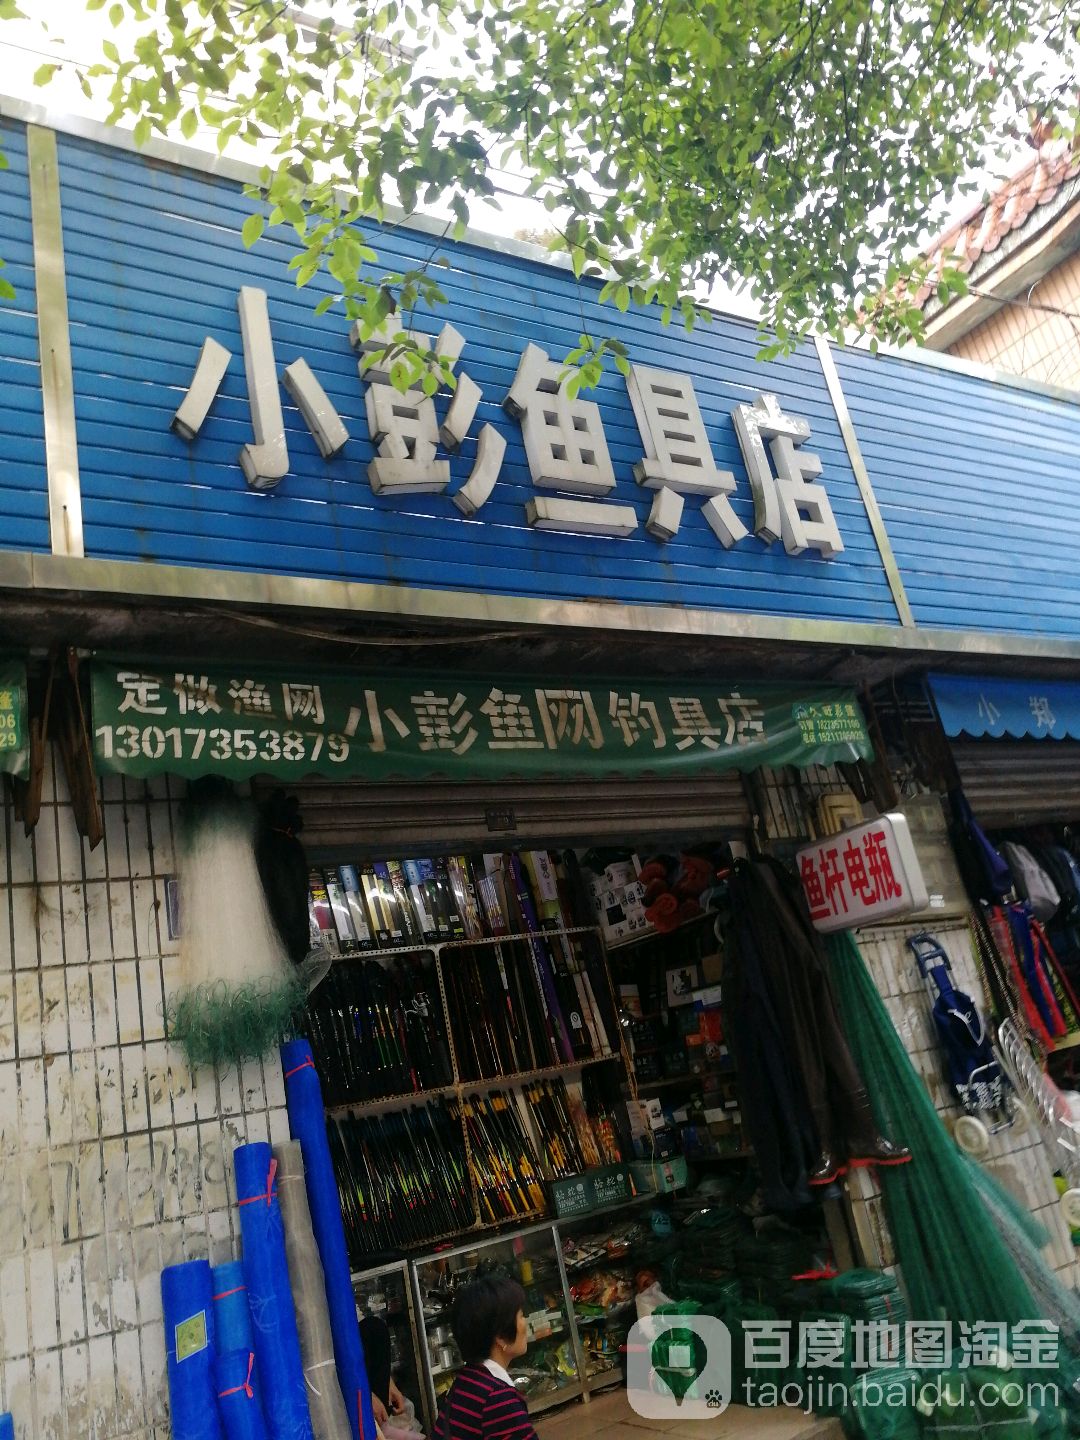 小彭鱼具店
定做渔网
13017353879
小彭鱼网钓具店
小郑
鱼杆电瓶
百度地图淘金
taojin.baidu.com